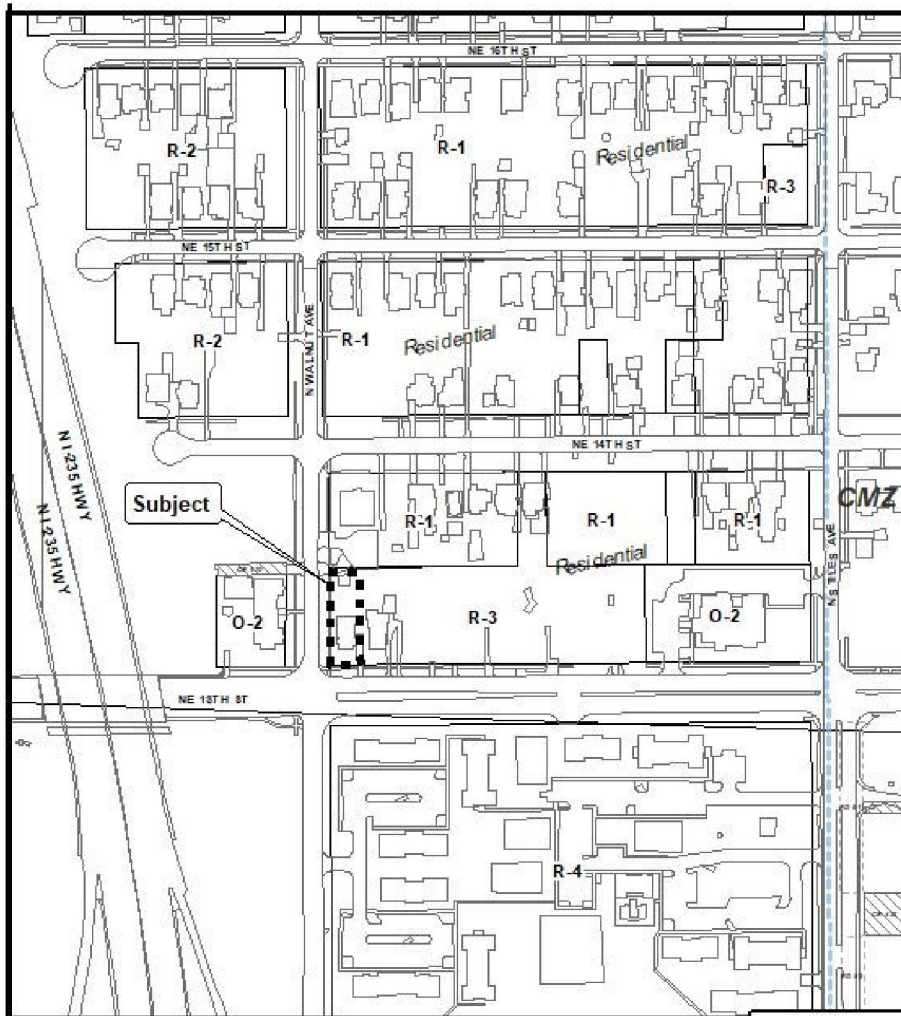 NE 16TH ST
R-2
R-1
Residential
R-3
NE 15TH ST
N WALNUT AVE
R-2
R-1
Residential
NE 14TH ST
N I-235 HWY
N I-235 HWY
Subject
R-1
R-1
R-1
CMZ
Residential
N STILES AVE
O-2
R-3
O-2
NE 13TH ST
R-4